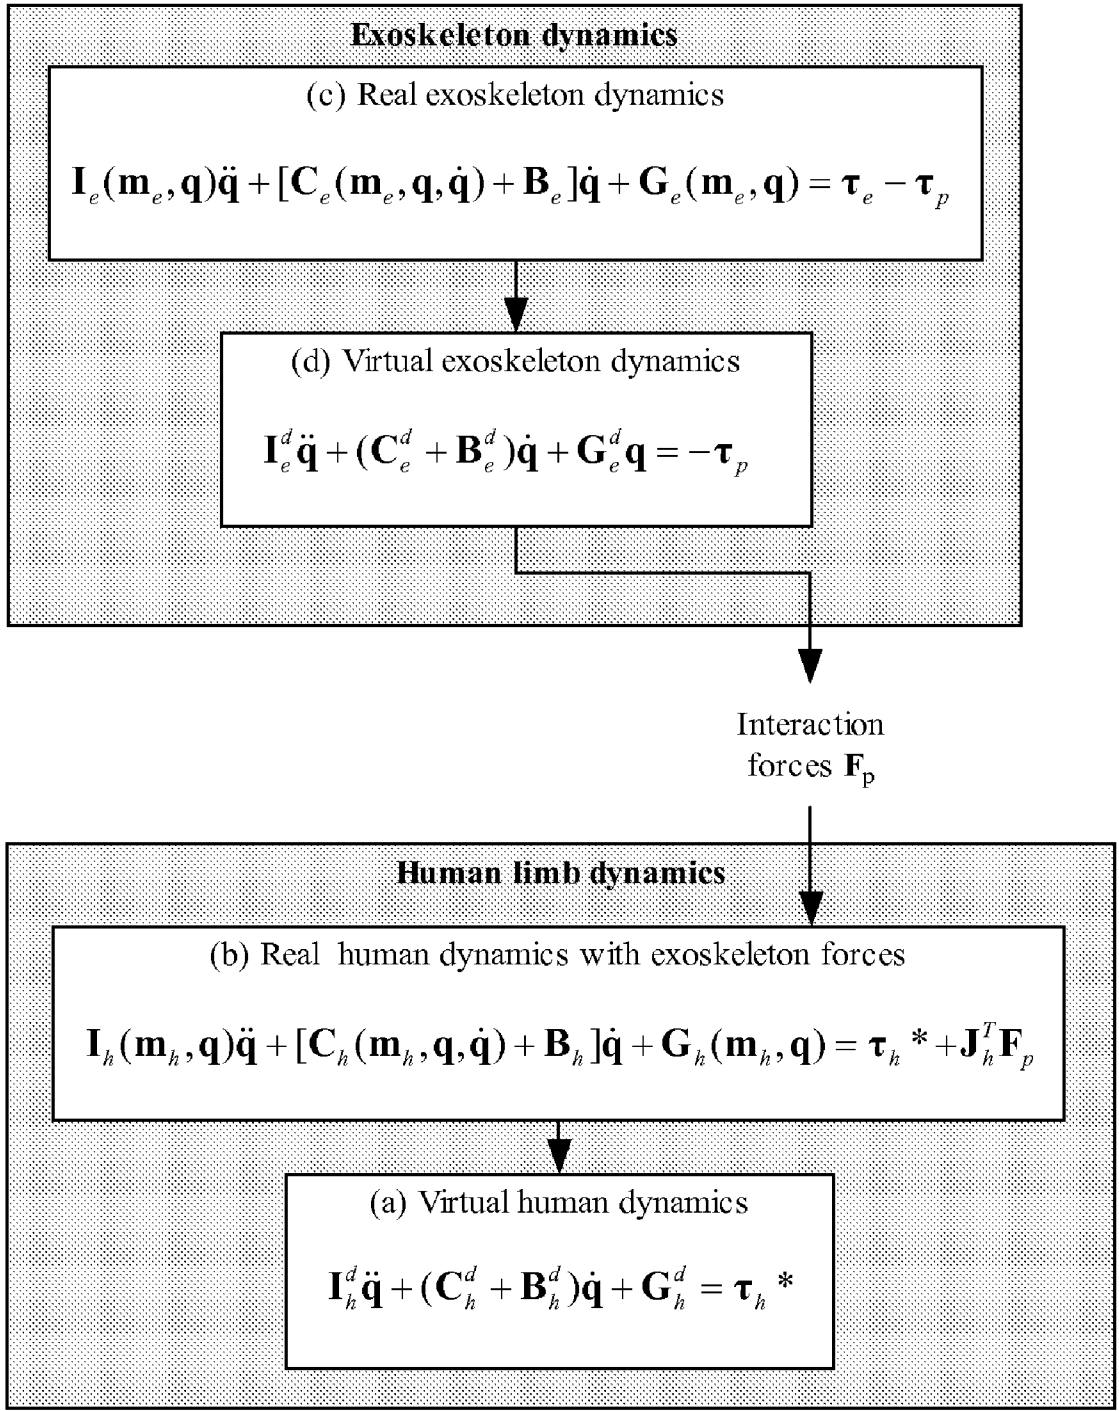 Exoskeleton dynamics
(c) Real exoskeleton dynamics
I_e(m_e, q)q̈ + [C_e(m_e, q, q̇) + B_e]q̇ + G_e(m_e, q) = τ_e − τ_p
(d) Virtual exoskeleton dynamics
I_e^d q̈ + (C_e^d + B_e^d)q̇ + G_e^d q = −τ_p
Interaction
forces F_p
Human limb dynamics
(b) Real human dynamics with exoskeleton forces
I_h(m_h, q)q̈ + [C_h(m_h, q, q̇) + B_h]q̇ + G_h(m_h, q) = τ_h * + J_h^T F_p
(a) Virtual human dynamics
I_h^d q̈ + (C_h^d + B_h^d)q̇ + G_h^d = τ_h *